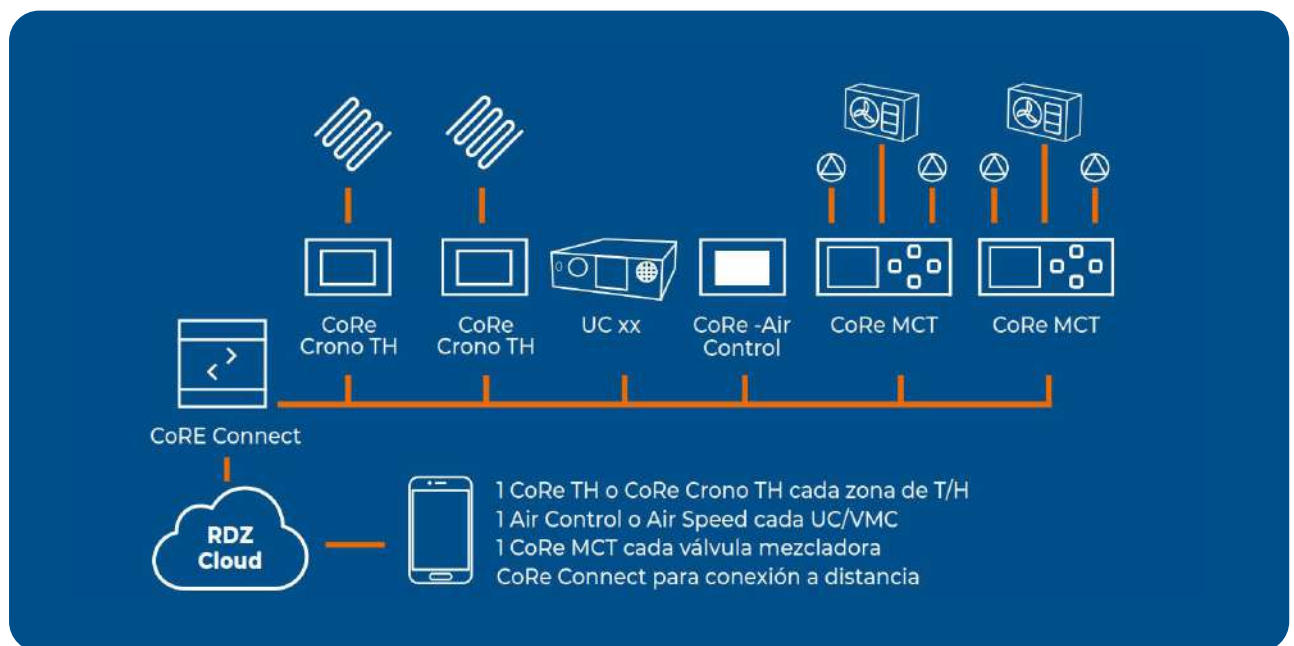 CoRe
Crono TH
CoRe
Crono TH
UC xx
CoRe -Air
Control
CoRe MCT
CoRe MCT
CoRE Connect
RDZ
Cloud
1 CoRe TH o CoRe Crono TH cada zona de T/H
1 Air Control o Air Speed cada UC/VMC
1 CoRe MCT cada válvula mezcladora
CoRe Connect para conexión a distancia